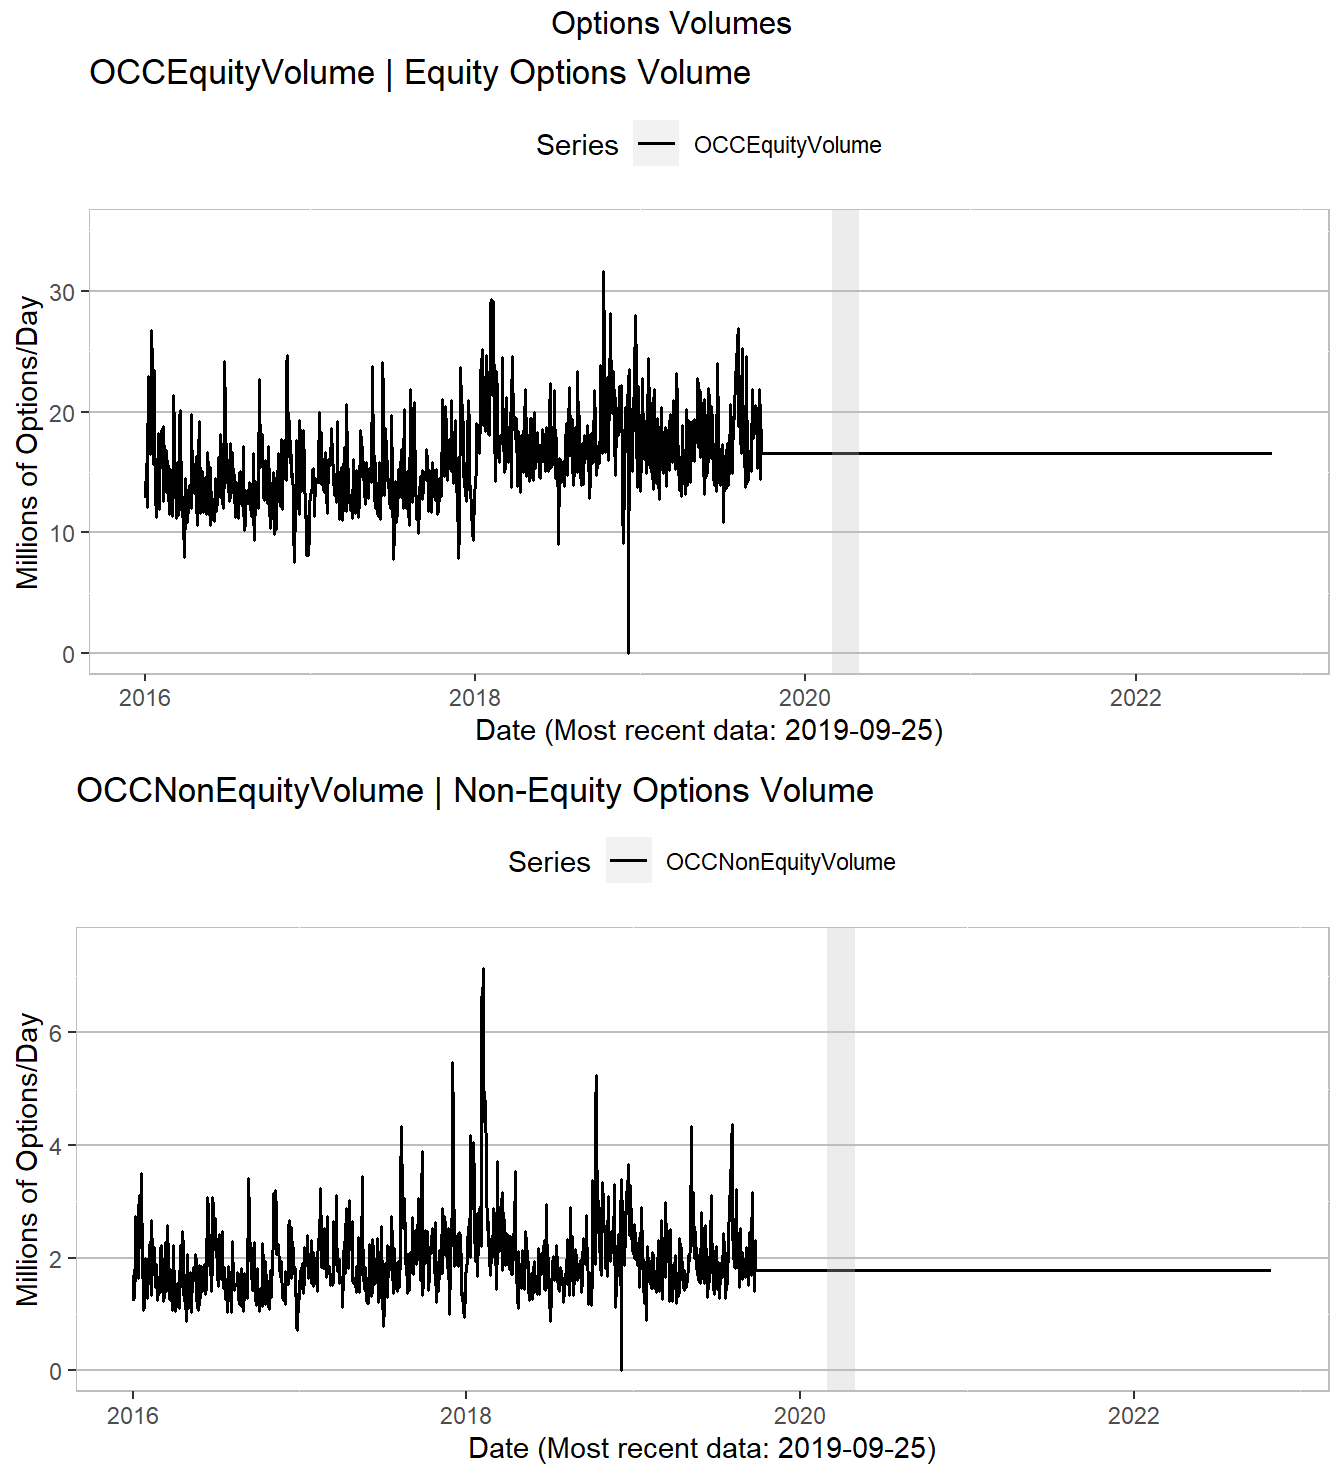 Options Volumes
OCCEquityVolume | Equity Options Volume
Series OCCEquityVolume
Millions of Options/Day
30
20
10
0
2016 2018 2020 2022
Date (Most recent data: 2019-09-25)
OCCNonEquityVolume | Non-Equity Options Volume
Series OCCNonEquityVolume
Millions of Options/Day
6
4
2
0
2016 2018 2020 2022
Date (Most recent data: 2019-09-25)